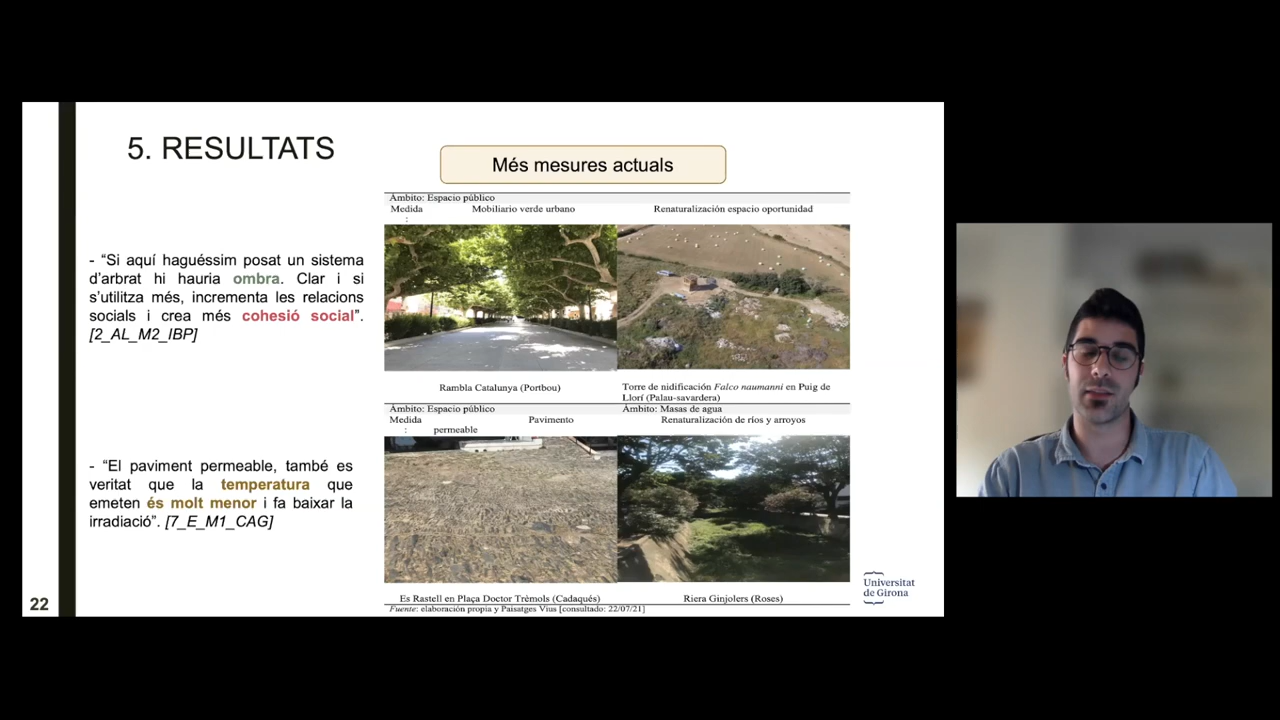 5. RESULTATS
Més mesures actuals
- “Si aquí haguéssim posat un sistema
d’arbrat hi hauria ombra. Clar i si
s’utilitza més, incrementa les relacions
socials i crea més cohesió social”.
[2_AL_M2_IBP]
- “El paviment permeable, també es
veritat que la temperatura que
emeten és molt menor i fa baixar la
irradiació”. [7_E_M1_CAG]
Àmbito: Espacio público
Medida Mobiliario verde urbano Renaturalización espacio oportunidad
:
Rambla Catalunya (Portbou) Torre de nidificación Falco naumanni en Puig de
Llorí (Palau-savardera)
Àmbito: Espacio público Àmbito: Masas de agua
Medida Pavimento Renaturalización de ríos y arroyos
: permeable
Es Rastell en Plaça Doctor Trèmols (Cadaqués) Riera Ginjolers (Roses)
Fuente: elaboración propia y Paisatges Vius [consultado: 22/07/21]
Universitat
de Girona
22